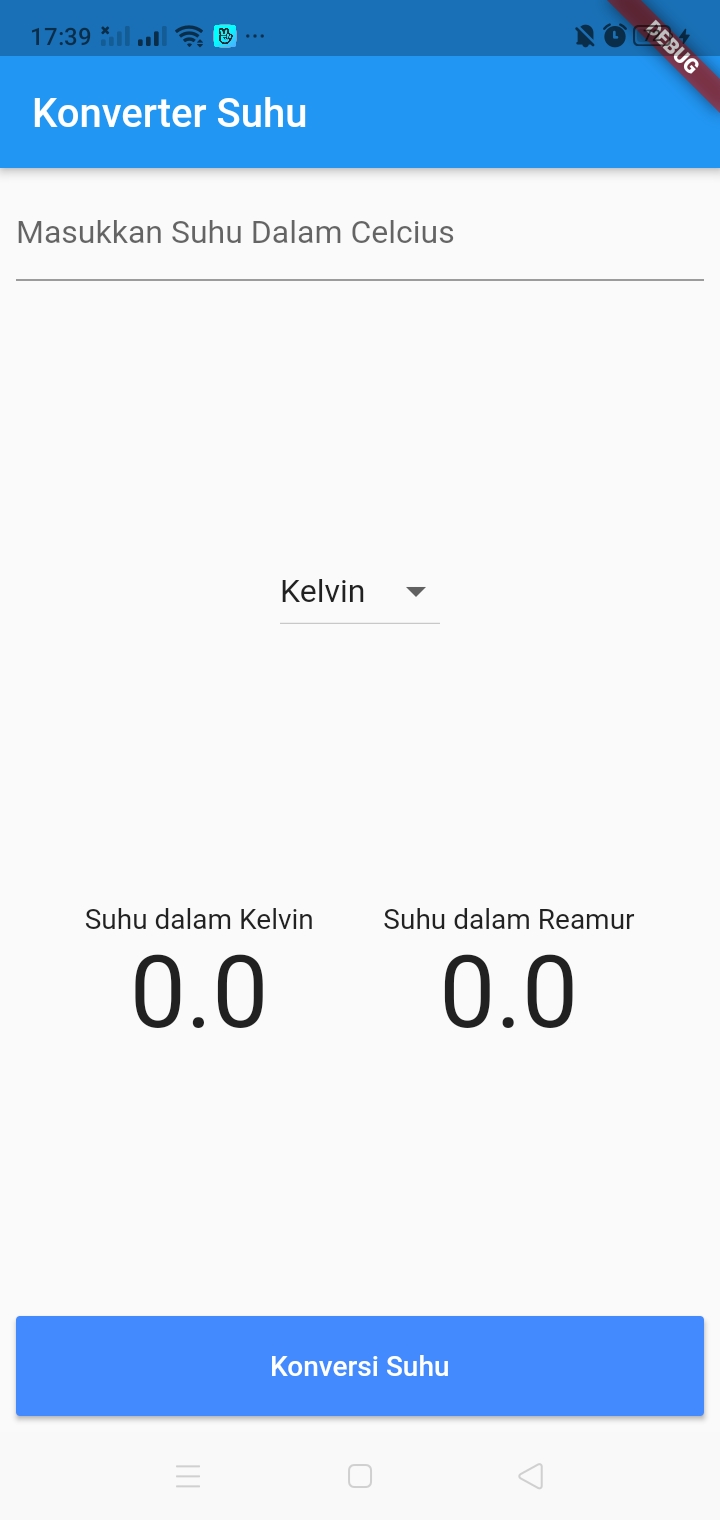 17:39
DEBUG
Konverter Suhu
Masukkan Suhu Dalam Celcius
Kelvin
Suhu dalam Kelvin Suhu dalam Reamur
0.0 0.0
Konversi Suhu